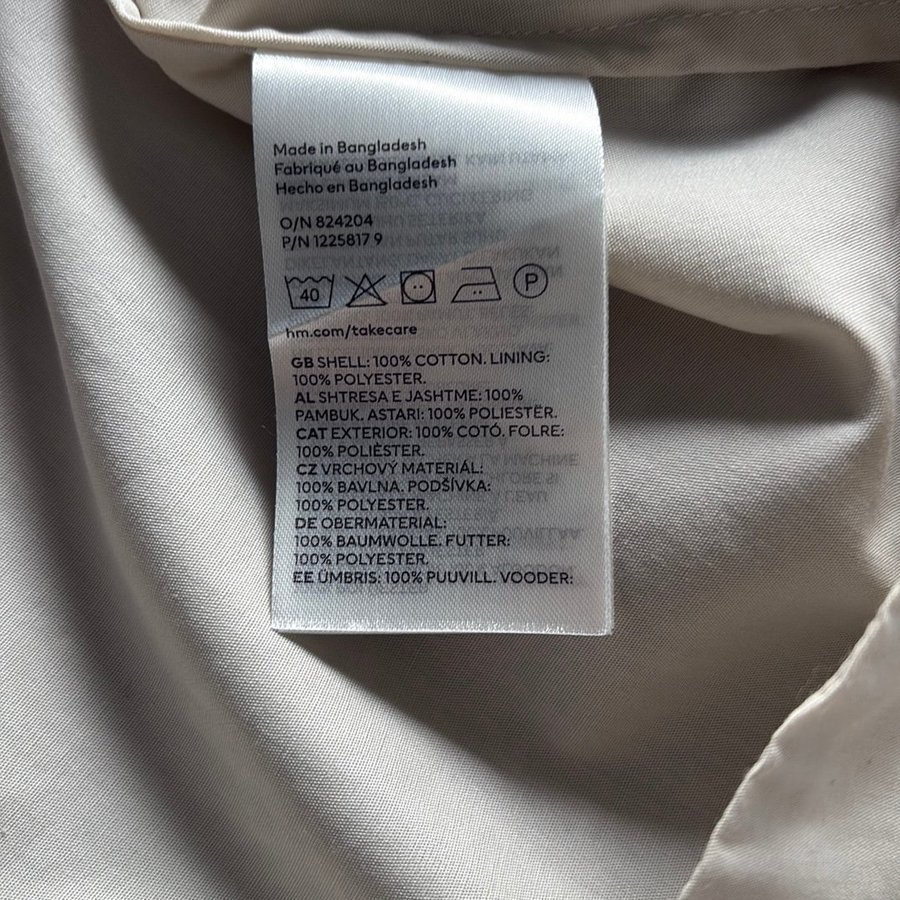 Made in Bangladesh
Fabriqué au Bangladesh
Hecho en Bangladesh
O/N 824204
P/N 1225817 9
40 P
hm.com/takecare
GB SHELL: 100% COTTON. LINING:
100% POLYESTER.
AL SHTRESA E JASHTME: 100%
PAMBUK. ASTARI: 100% POLIESTËR.
CAT EXTERIOR: 100% COTÓ. FOLRE:
100% POLIÈSTER.
CZ VRCHOVÝ MATERIÁL:
100% BAVLNA. PODŠÍVKA:
100% POLYESTER.
DE OBERMATERIAL:
100% BAUMWOLLE. FUTTER:
100% POLYESTER.
EE ÜMBRIS: 100% PUUVILL. VOODER: